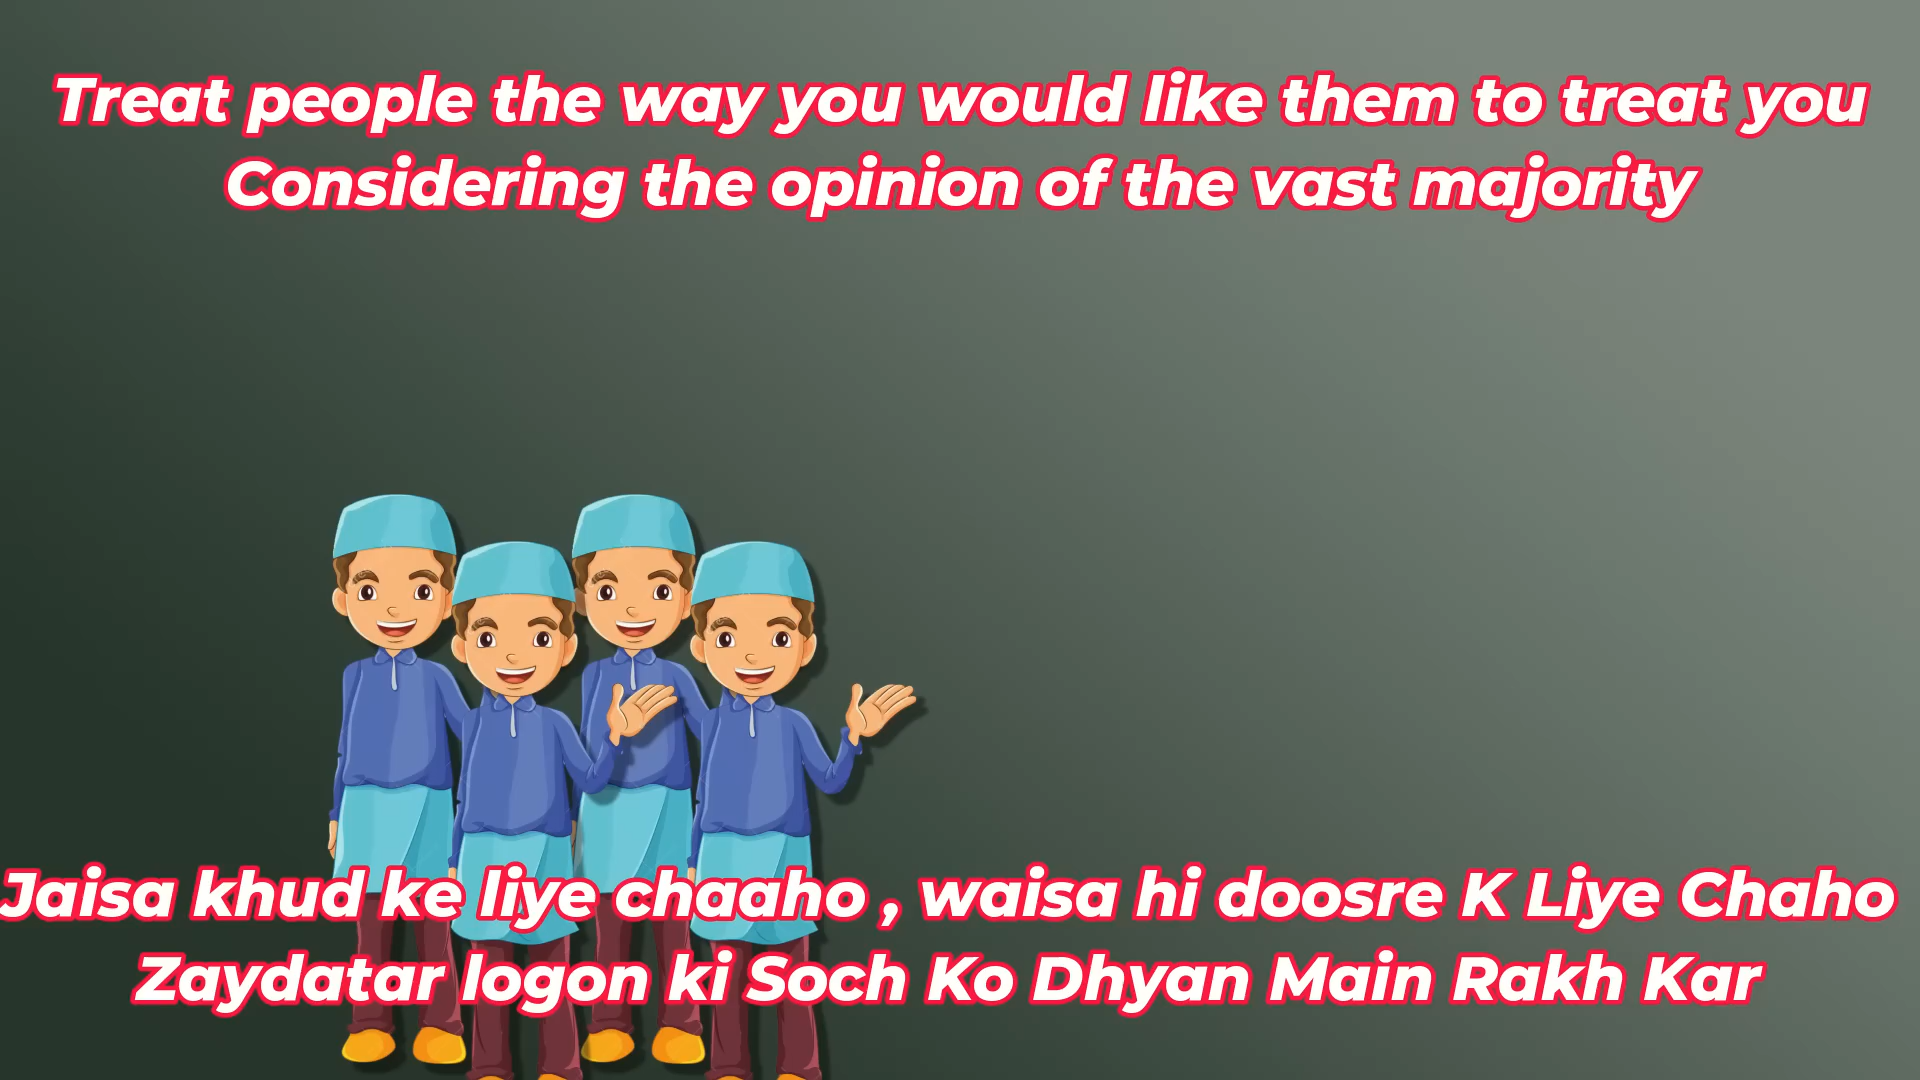 Treat people the way you would like them to treat you
Considering the opinion of the vast majority
Jaisa khud ke liye chaaho , waisa hi doosre K Liye Chaho
Zaydatar logon ki Soch Ko Dhyan Main Rakh Kar